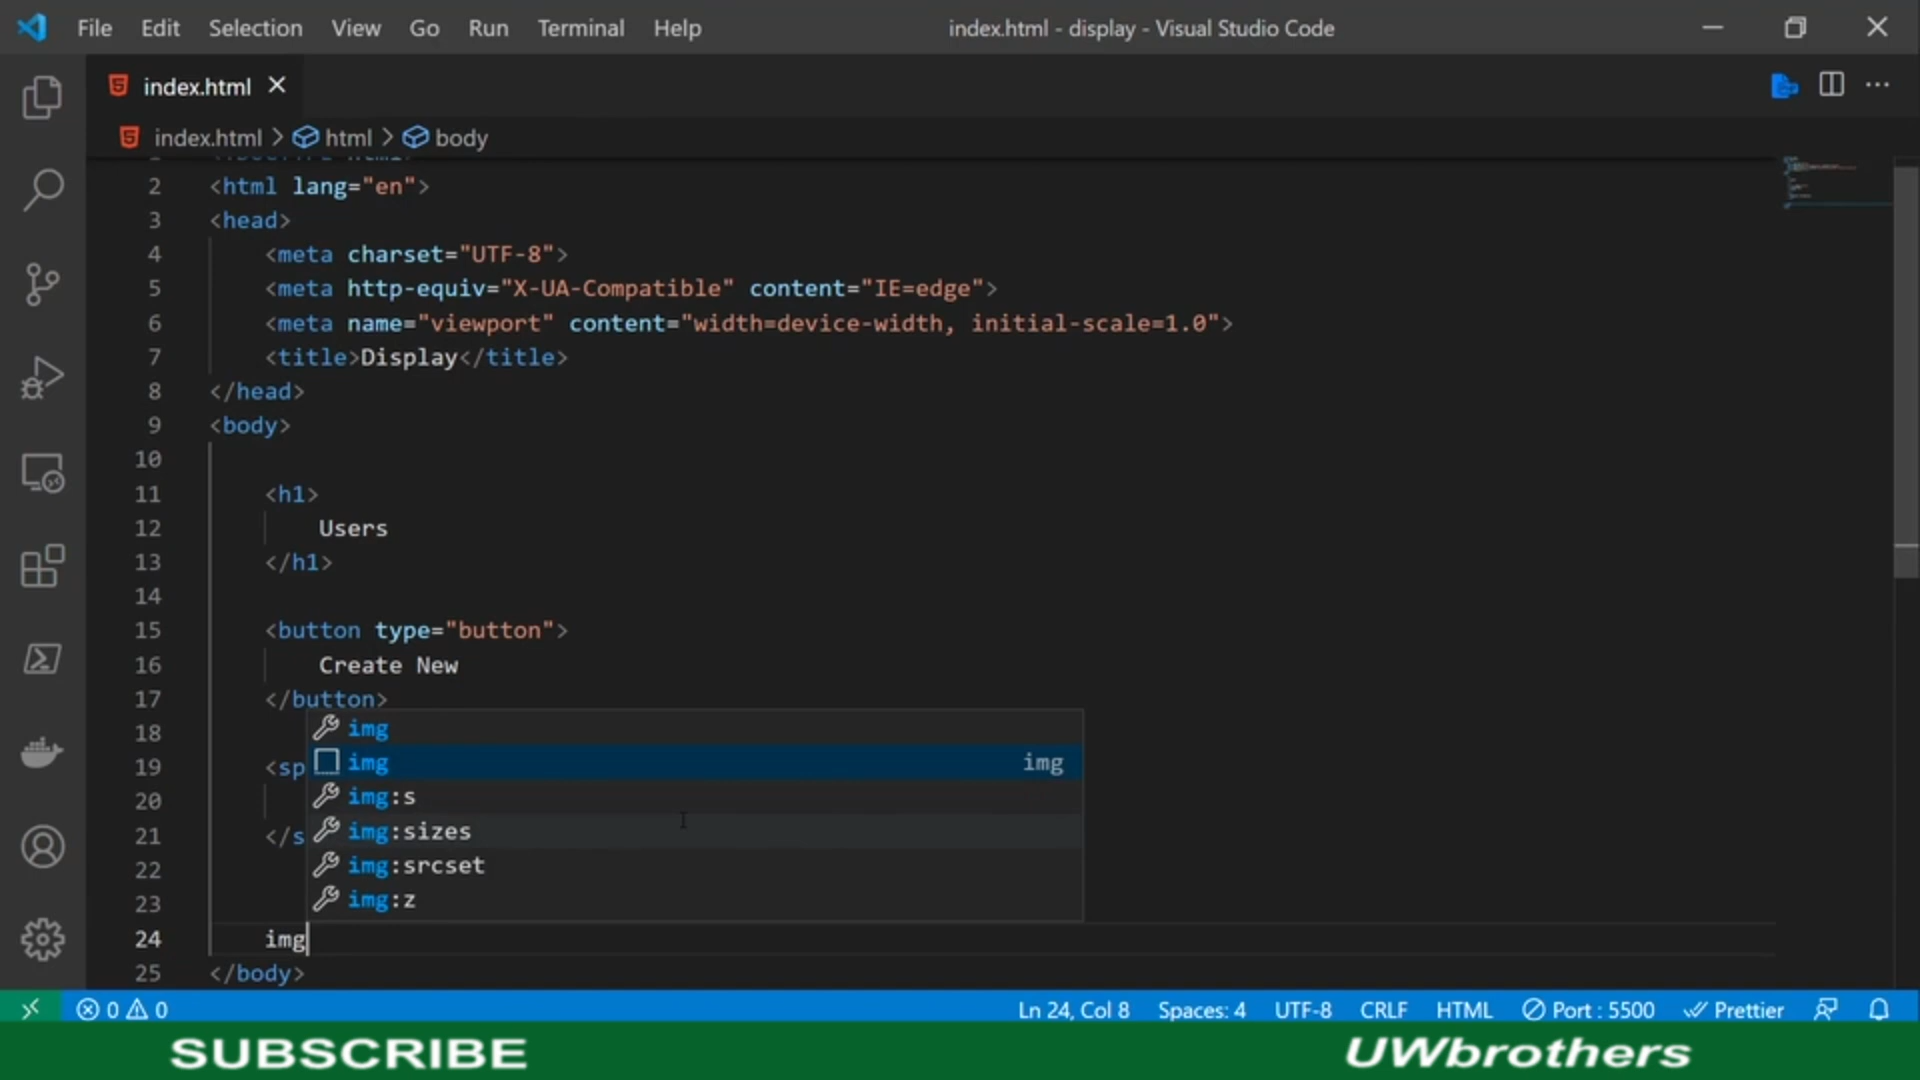 File Edit Selection View Go Run Terminal Help index.html - display - Visual Studio Code
index.html
index.html > html > body
2 <html lang="en">
3 <head>
4 <meta charset="UTF-8">
5 <meta http-equiv="X-UA-Compatible" content="IE=edge">
6 <meta name="viewport" content="width=device-width, initial-scale=1.0">
7 <title>Display</title>
8 </head>
9 <body>
10
11 <h1>
12 Users
13 </h1>
14
15 <button type="button">
16 Create New
17 </button>
18 img
img img
19 <sp
20 img:s
21 </s img:sizes
22 img:srcset
23 img:z
24 img
25 </body>
0 0 Ln 24, Col 8 Spaces: 4 UTF-8 CRLF HTML Port : 5500 Prettier
SUBSCRIBE UWbrothers